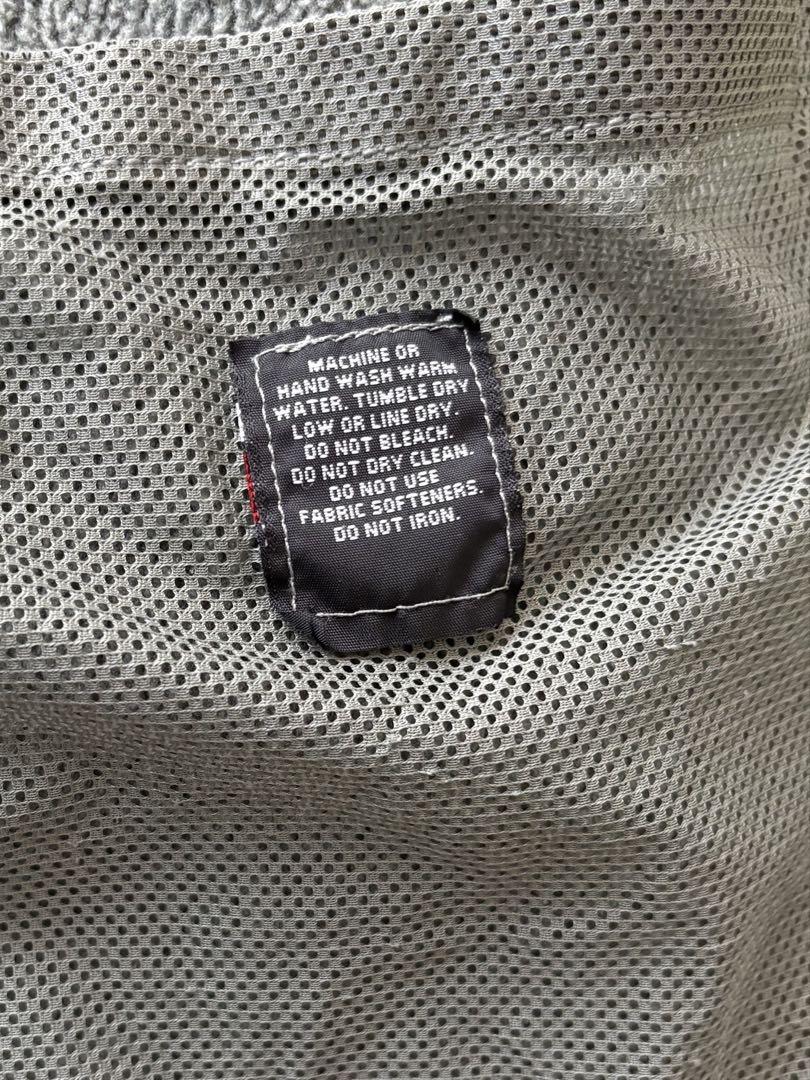 MACHINE OR
HAND WASH WARM
WATER. TUMBLE DRY
LOW OR LINE DRY.
DO NOT BLEACH.
DO NOT DRY CLEAN.
DO NOT USE
FABRIC SOFTENERS.
DO NOT IRON.